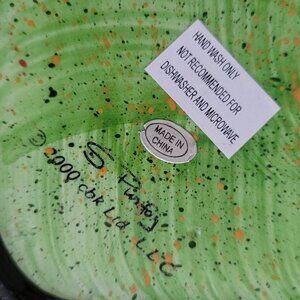 HAND WASH ONLY
NOT RECOMMENDED FOR
DISHWASHER AND MICROWAVE
MADE IN
CHINA
S
© 2000 cbk Ltd LLC